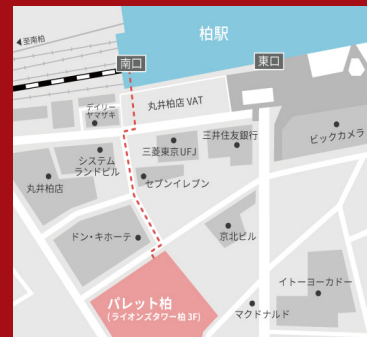 柏駅
◀至南柏
南口
東口
丸井柏店 VAT
デイリー
ヤマザキ
三井住友銀行
ビックカメラ
三菱東京UFJ
システム
ランドビル
丸井柏店
セブンイレブン
ドン・キホーテ
京北ビル
イトーヨーカドー
パレット柏
(ライオンズタワー柏 3F)
マクドナルド